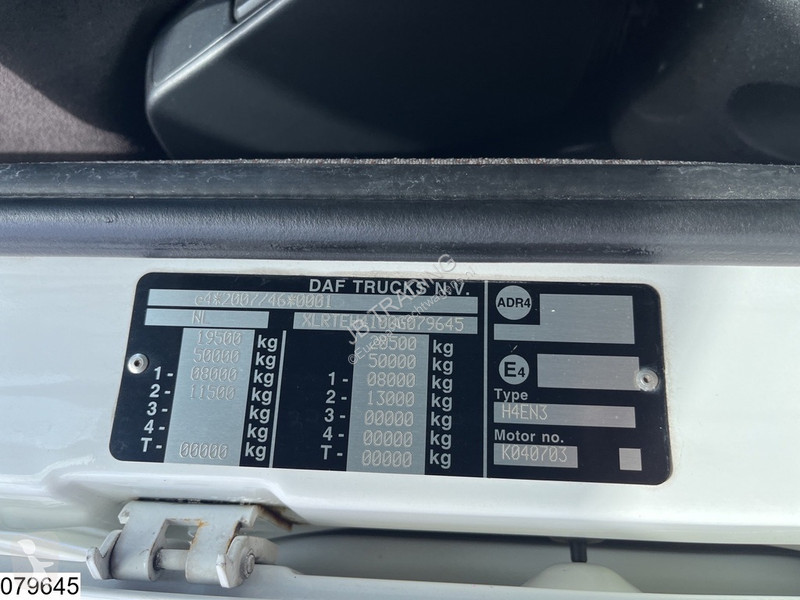 DAF TRUCKS N.V.
e4*2007/46*0001
NL
19500 kg
50000 kg
1- 08000 kg
2- 11500 kg
3- kg
4- kg
T- 00000 kg
20500 kg
50000 kg
1- 08000 kg
2- 13000 kg
3- 00000 kg
4- 00000 kg
T- 00000 kg
ADR4
E4
Type
H4EN3
Motor no.
K040703
JB TRADING
079645